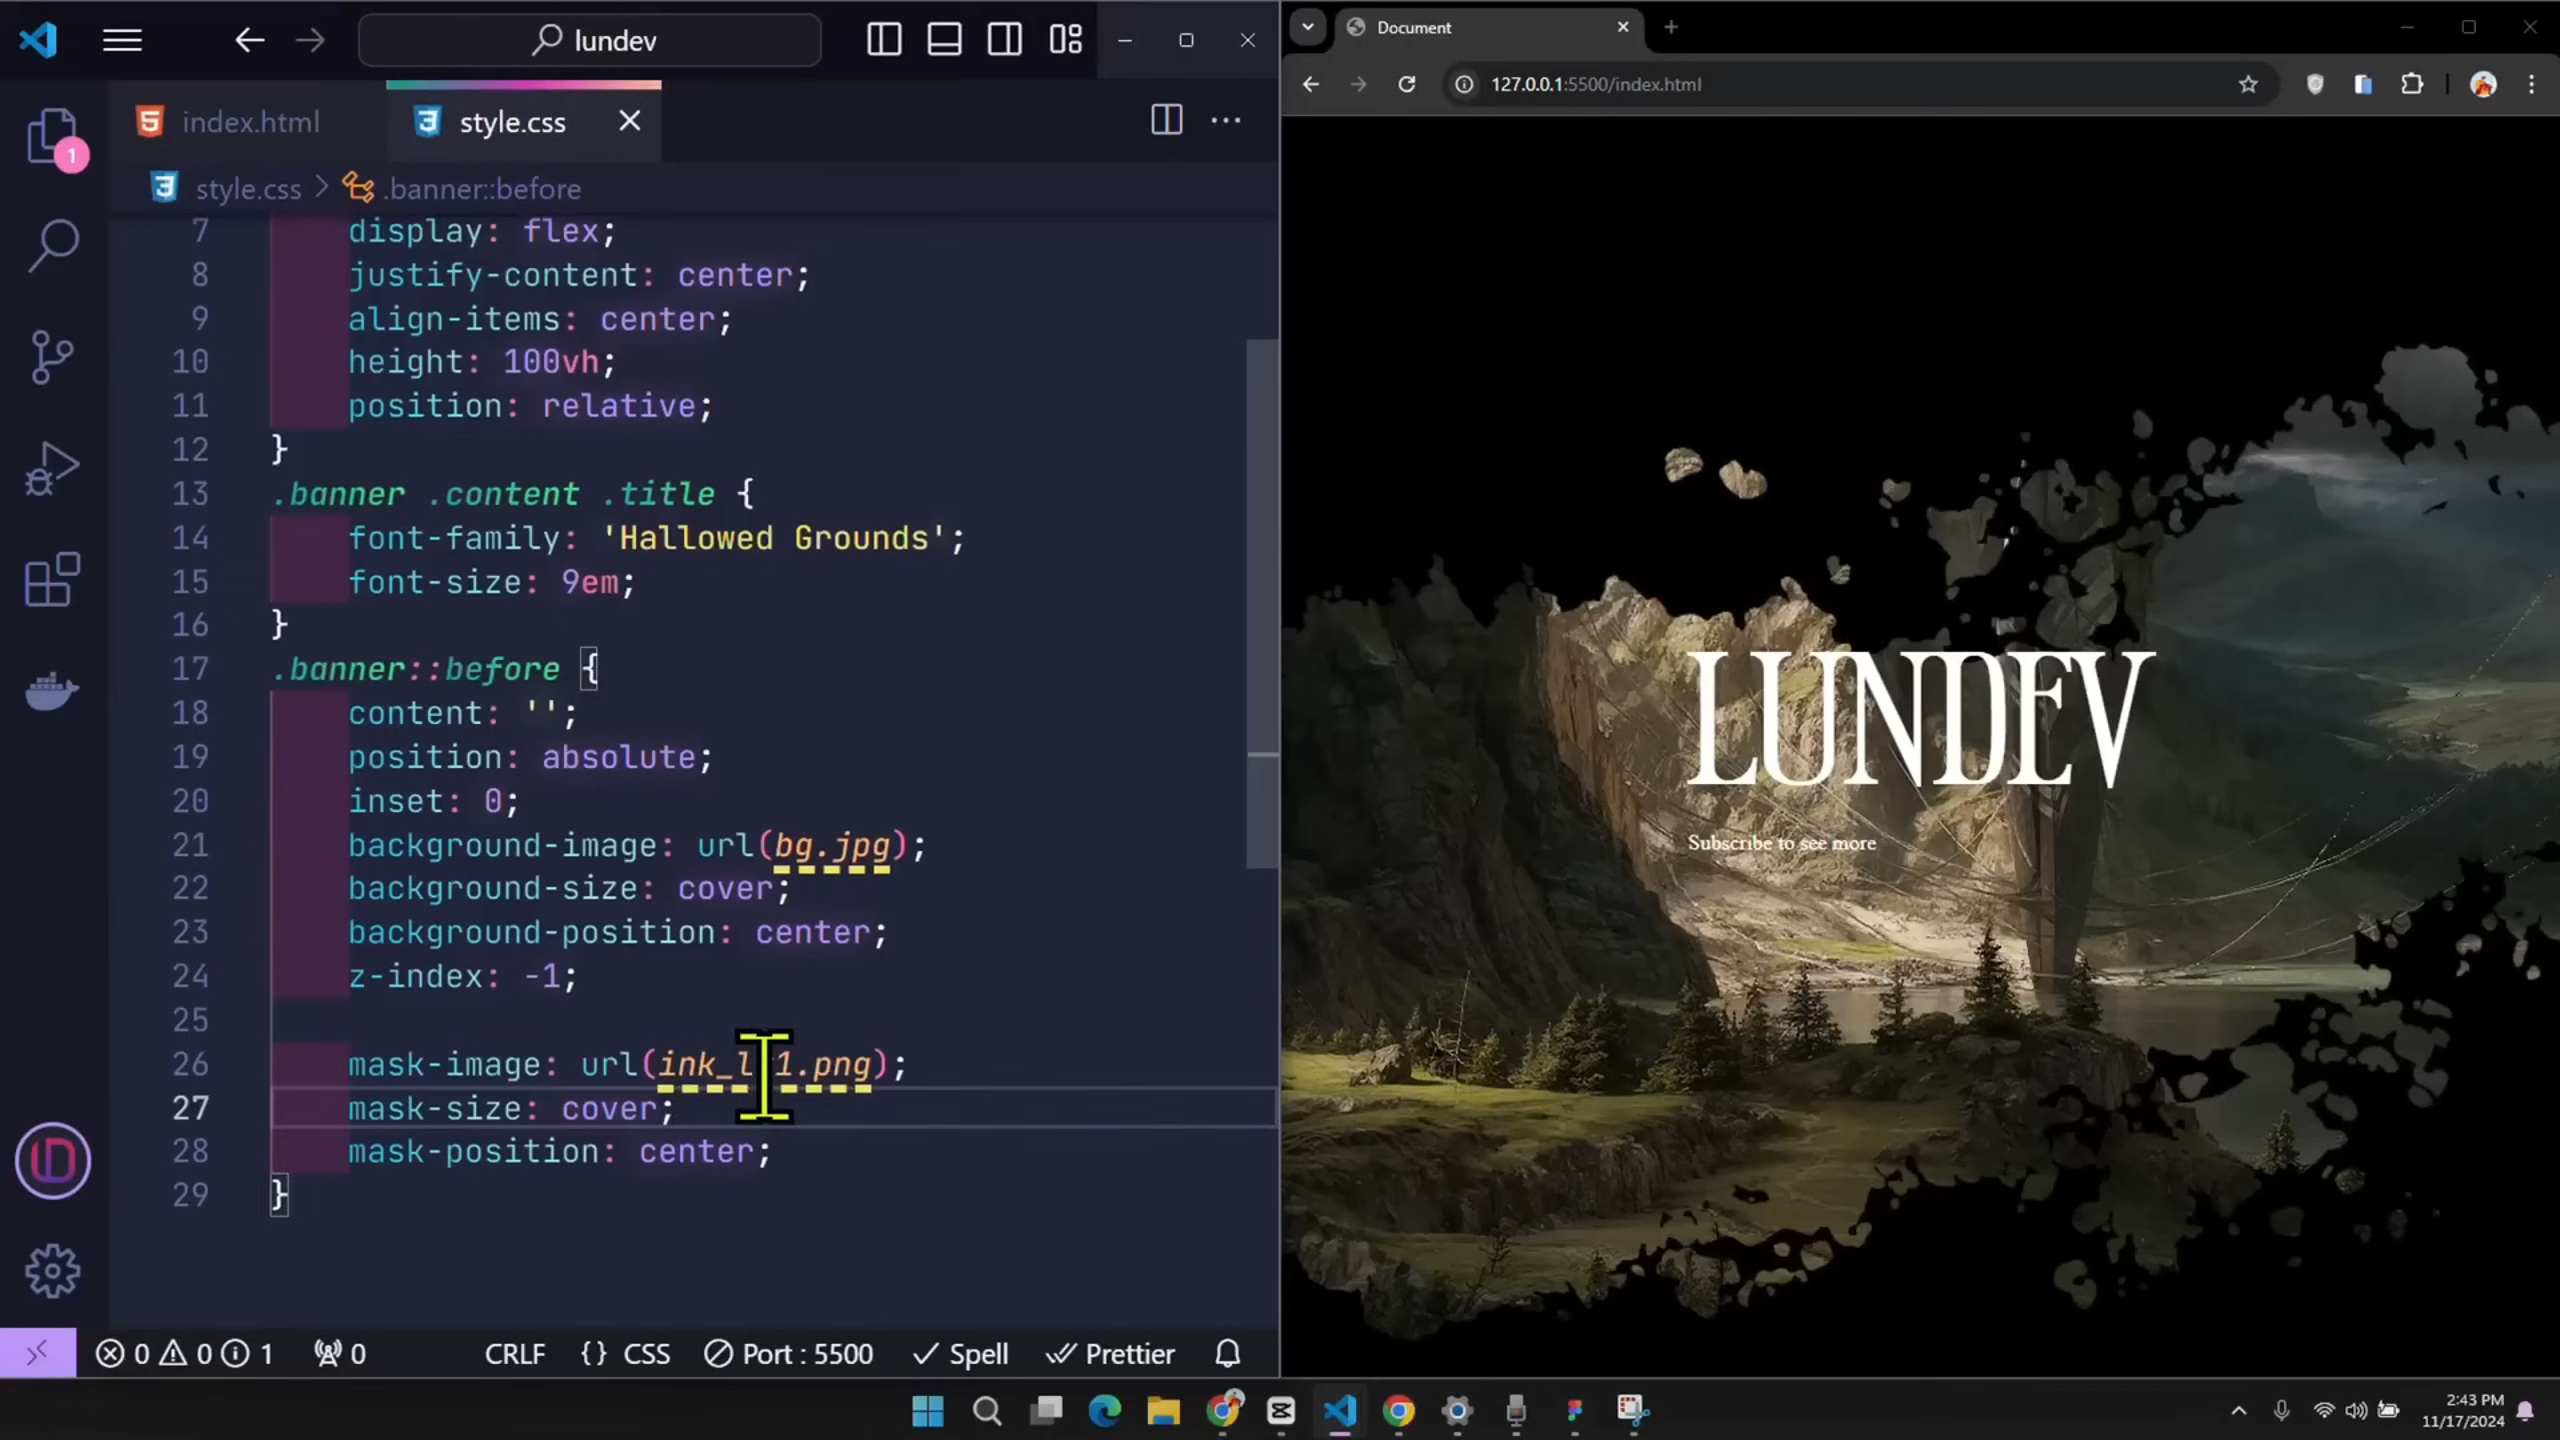 lundev
index.html
style.css
style.css > .banner::before
7 display: flex;
8 justify-content: center;
9 align-items: center;
10 height: 100vh;
11 position: relative;
12 }
13 .banner .content .title {
14 font-family: 'Hallowed Grounds';
15 font-size: 9em;
16 }
17 .banner::before {
18 content: '';
19 position: absolute;
20 inset: 0;
21 background-image: url(bg.jpg);
22 background-size: cover;
23 background-position: center;
24 z-index: -1;
25
26 mask-image: url(ink_l 1.png);
27 mask-size: cover;
28 mask-position: center;
29 }
1
0 0 1 0 CRLF {} CSS Port : 5500 Spell Prettier
Document
127.0.0.1:5500/index.html
LUNDEV
Subscribe to see more
2:43 PM
11/17/2024